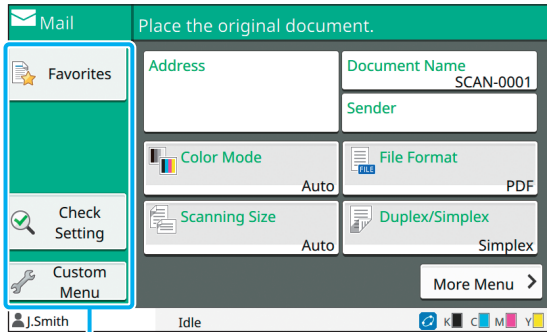 Mail
Place the original document.
Favorites
Check
Setting
Custom
Menu
Address
Document Name
SCAN-0001
Sender
Color Mode
Auto
FILE
File Format
PDF
Scanning Size
Auto
Duplex/Simplex
Simplex
More Menu
J.Smith
Idle
K C M Y